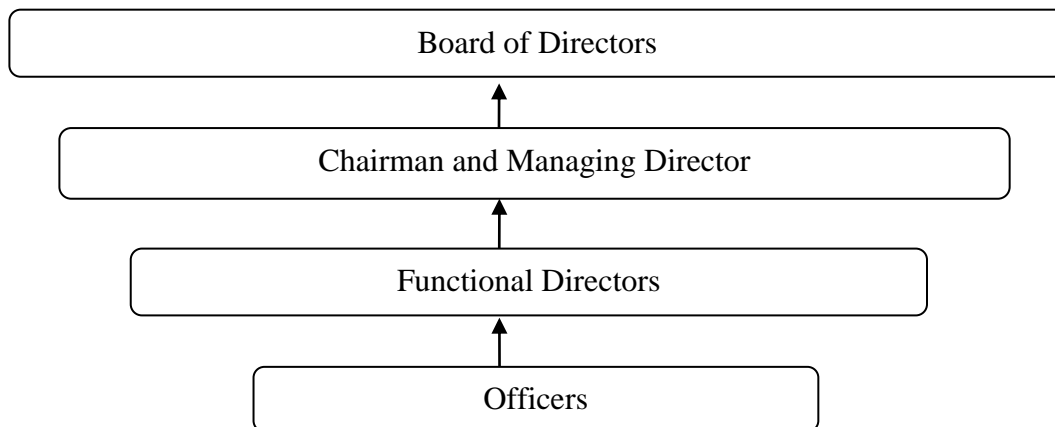 Board of Directors
Chairman and Managing Director
Functional Directors
Officers